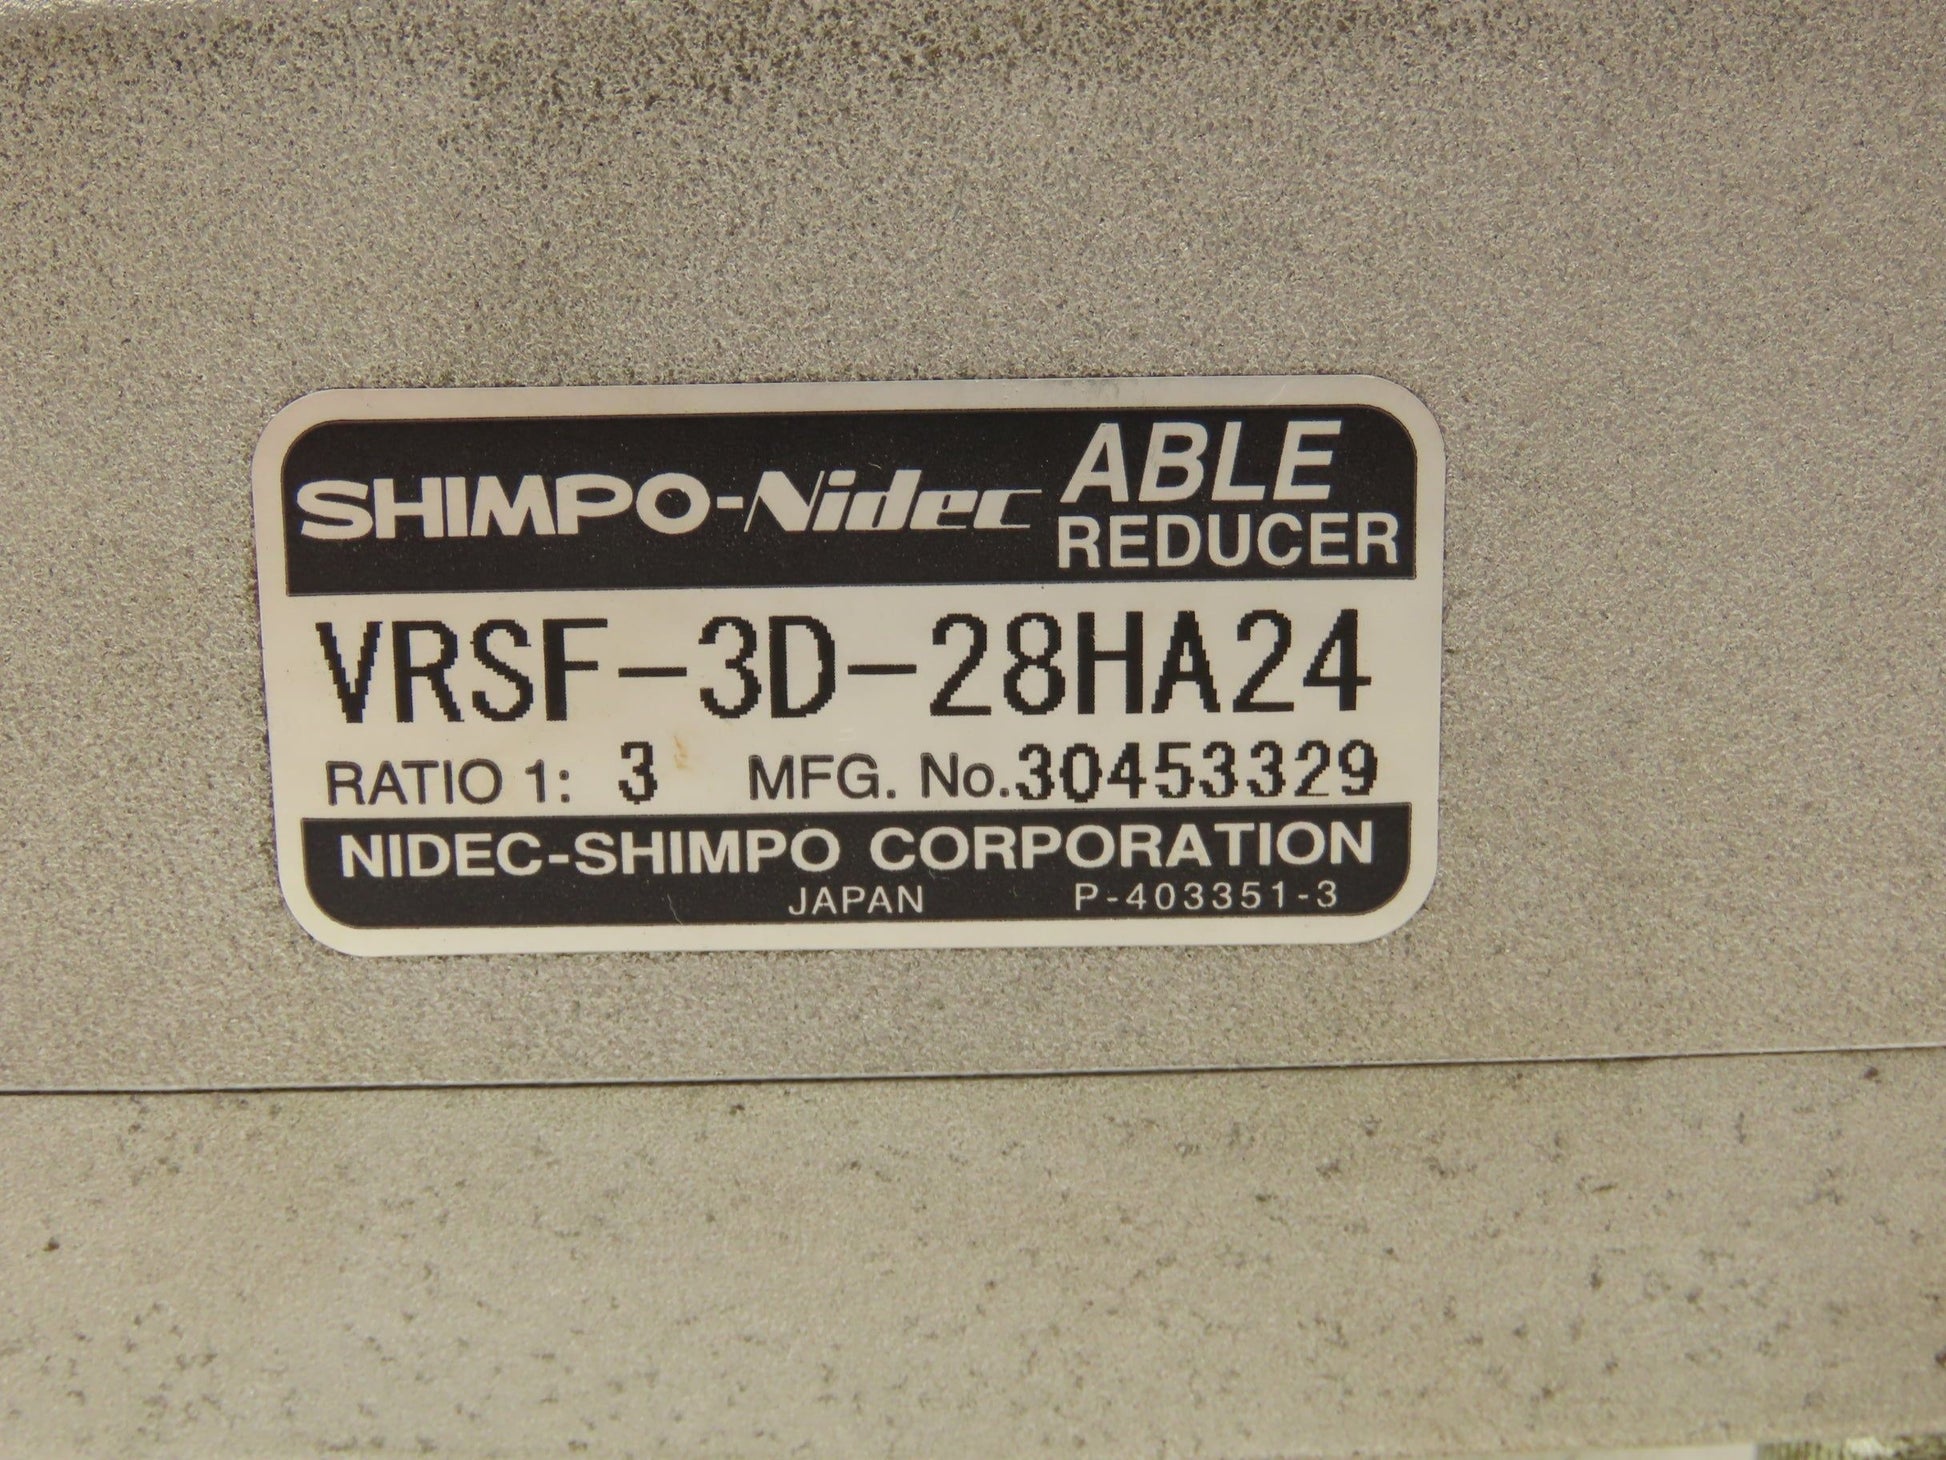 SHIMPO-Nidec ABLE REDUCER
VRSF-3D-28HA24
RATIO 1: 3 MFG. No.30453329
NIDEC-SHIMPO CORPORATION
JAPAN P-403351-3